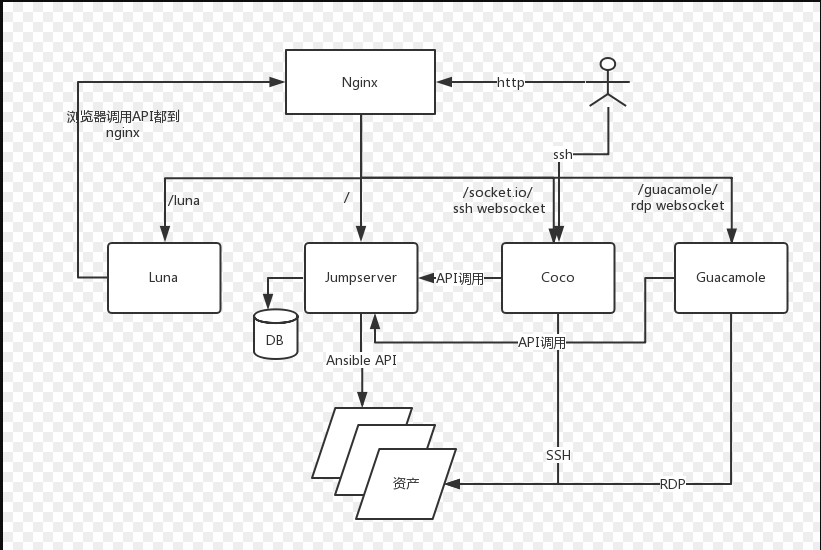 Nginx
http
浏览器调用API都到
nginx
ssh
/luna
/
/socket.io/
ssh websocket
/guacamole/
rdp websocket
Luna
Jumpserver
API调用
Coco
Guacamole
DB
API调用
Ansible API
SSH
资产
RDP